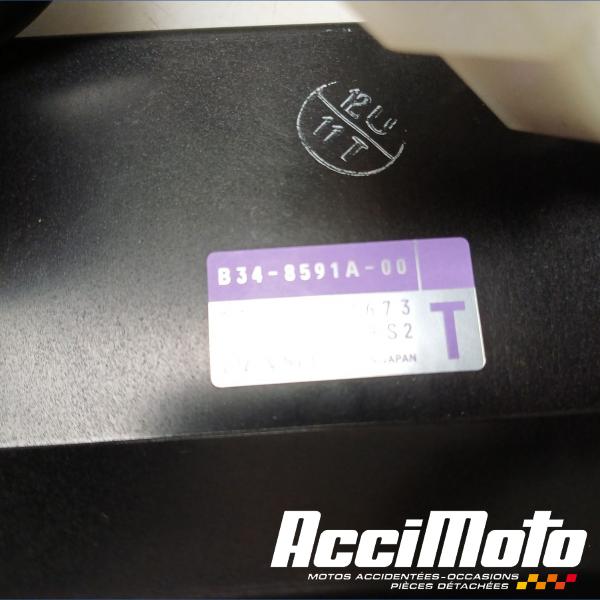 12
11 T
B34-8591A-00
673
S2
T
JAPAN
AcciMoto
MOTOS ACCIDENTÉES-OCCASIONS
PIÈCES DÉTACHÉES